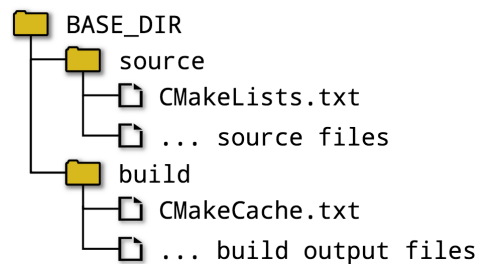 BASE_DIR
source
CMakeLists.txt
... source files
build
CMakeCache.txt
... build output files